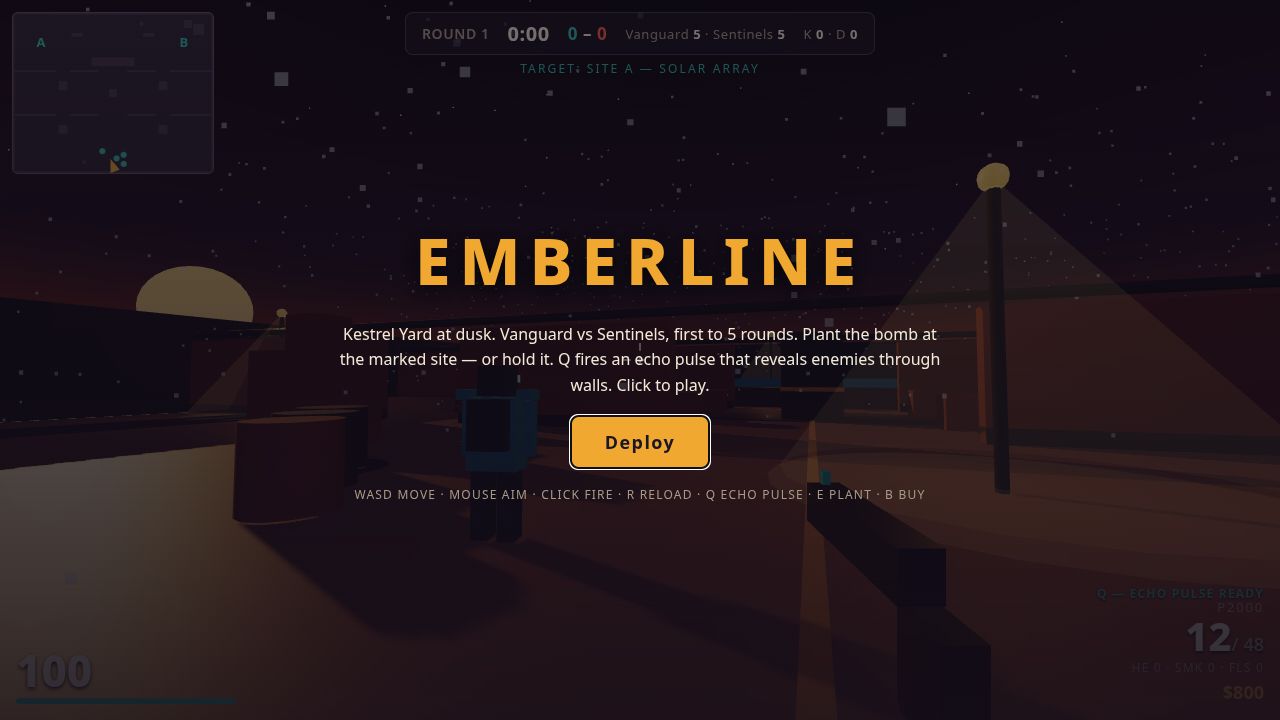 A
B
ROUND 1 0:00 0 – 0 Vanguard 5 · Sentinels 5 K 0 · D 0
TARGET: SITE A — SOLAR ARRAY
EMBERLINE
Kestrel Yard at dusk. Vanguard vs Sentinels, first to 5 rounds. Plant the bomb at
the marked site — or hold it. Q fires an echo pulse that reveals enemies through
walls. Click to play.
Deploy
WASD MOVE · MOUSE AIM · CLICK FIRE · R RELOAD · Q ECHO PULSE · E PLANT · B BUY
Q — ECHO PULSE READY
P2000
12 / 48
HE 0 · SMK 0 · FLS 0
$800
100